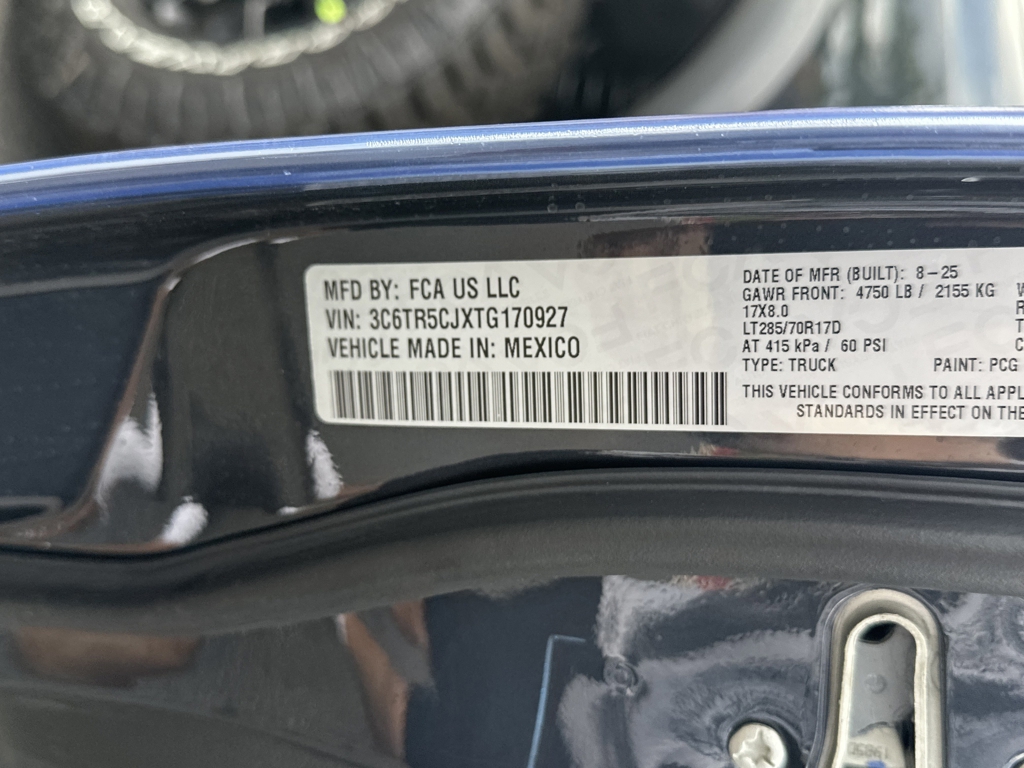 MFD BY: FCA US LLC
VIN: 3C6TR5CJXTG170927
VEHICLE MADE IN: MEXICO
DATE OF MFR (BUILT): 8-25
GAWR FRONT: 4750 LB / 2155 KG
17X8.0
LT285/70R17D
AT 415 kPa / 60 PSI
TYPE: TRUCK PAINT: PCG
THIS VEHICLE CONFORMS TO ALL APPL
STANDARDS IN EFFECT ON THE